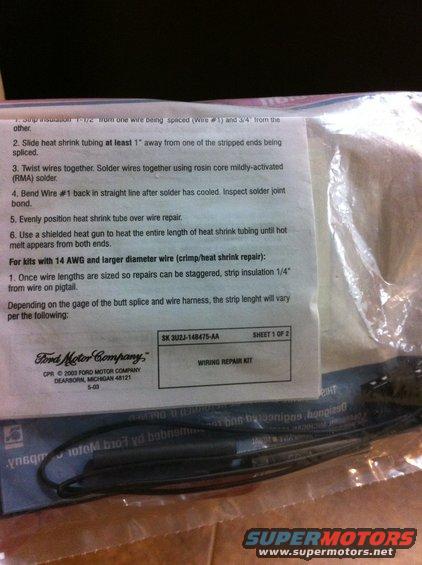 1. Strip insulation 1-1/2" from one wire being spliced (Wire #1) and 3/4" from the
other.
2. Slide heat shrink tubing at least 1" away from one of the stripped ends being
spliced.
3. Twist wires together. Solder wires together using rosin core mildly-activated
(RMA) solder.
4. Bend Wire #1 back in straight line after solder has cooled. Inspect solder joint
bond.
5. Evenly position heat shrink tube over wire repair.
6. Use a shielded heat gun to heat the entire length of heat shrink tubing until hot
melt appears from both ends.
For kits with 14 AWG and larger diameter wire (crimp/heat shrink repair):
1. Once wire lengths are sized so repairs can be staggered, strip insulation 1/4"
from wire on pigtail.
Depending on the gage of the butt splice and wire harness, the strip lenght will vary
per the following:
Ford Motor Company,
CPR © 2003 FORD MOTOR COMPANY
DEARBORN, MICHIGAN 48121
5-03
SK 3U2J-14B475-AA SHEET 1 OF 2
WIRING REPAIR KIT
This
Designed, engineered and
recommended by Ford Motor
Company.
SUPERMOTORS
www.supermotors.net